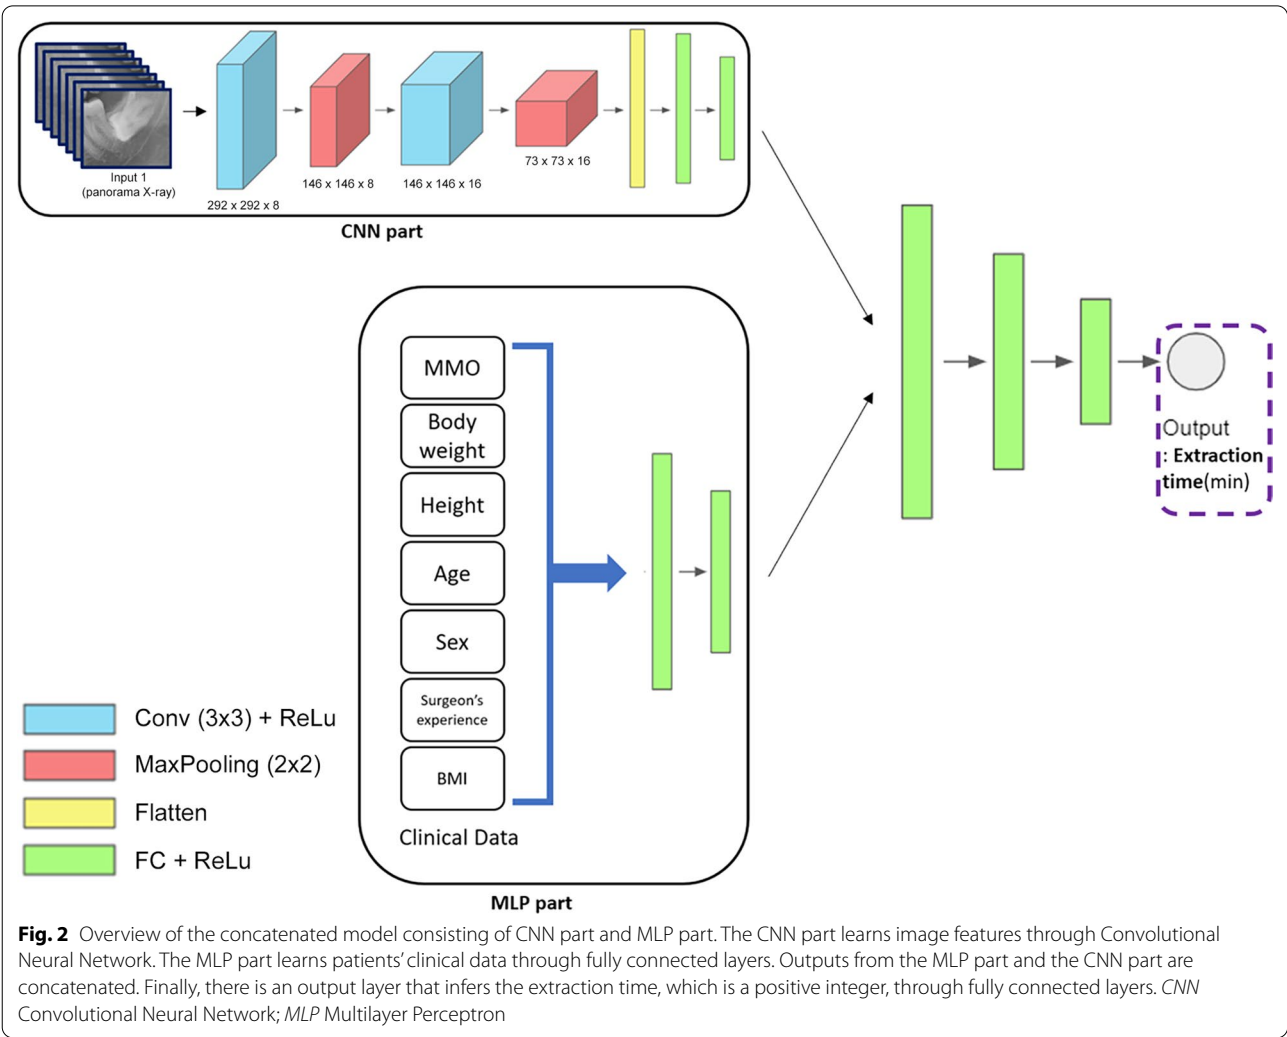 Input 1
(panorama X-ray)
292 x 292 x 8
146 x 146 x 8
146 x 146 x 16
73 x 73 x 16
CNN part
MMO
Body
weight
Height
Age
Sex
Surgeon's
experience
BMI
Clinical Data
MLP part
Output
: Extraction
time(min)
Conv (3x3) + ReLu
MaxPooling (2x2)
Flatten
FC + ReLu
Fig. 2 Overview of the concatenated model consisting of CNN part and MLP part. The CNN part learns image features through Convolutional
Neural Network. The MLP part learns patients' clinical data through fully connected layers. Outputs from the MLP part and the CNN part are
concatenated. Finally, there is an output layer that infers the extraction time, which is a positive integer, through fully connected layers. CNN
Convolutional Neural Network; MLP Multilayer Perceptron